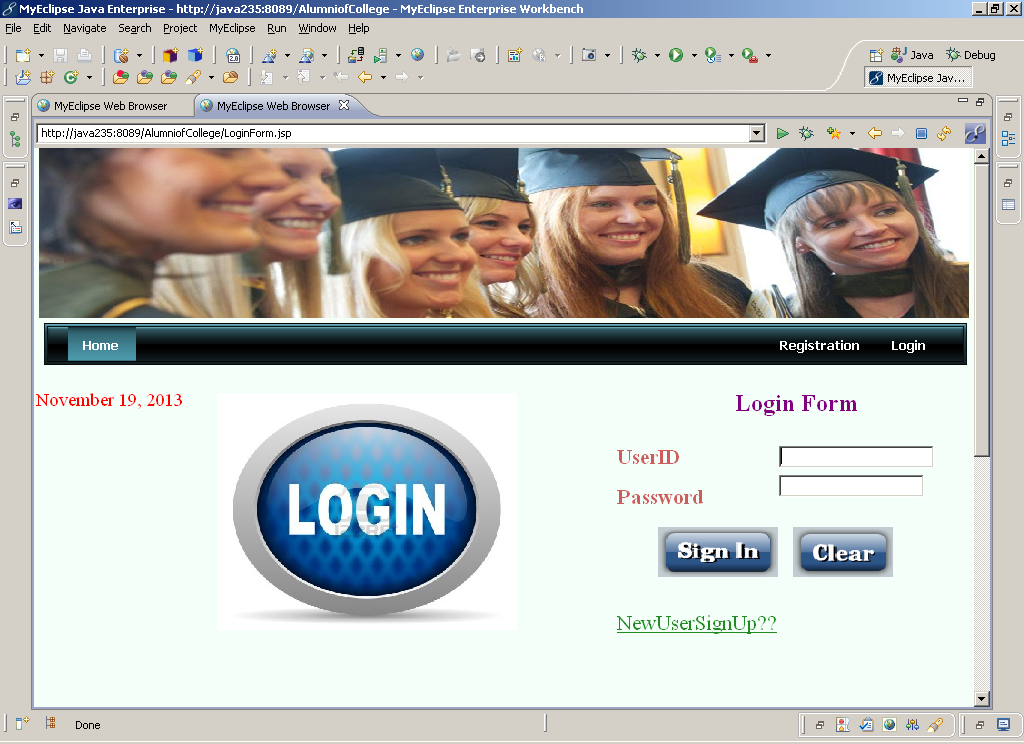 MyEclipse Java Enterprise - http://java235:8089/AlumniofCollege - MyEclipse Enterprise Workbench
File Edit Navigate Search Project MyEclipse Run Window Help
Java Debug
MyEclipse Jav...
MyEclipse Web Browser MyEclipse Web Browser
http://java235:8089/AlumniofCollege/LoginForm.jsp
Home Registration Login
November 19, 2013
LOGIN
Login Form
UserID
Password
Sign In Clear
NewUserSignUp??
Done